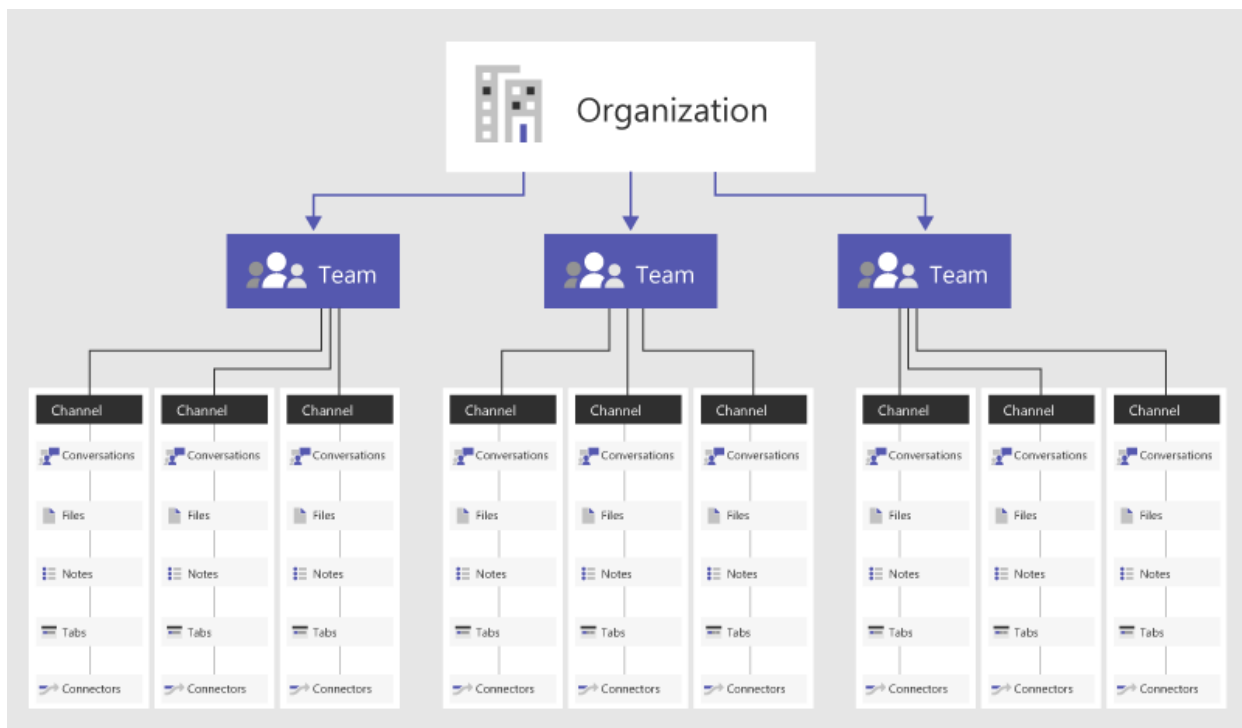 Organization
Team Team Team
Channel Channel Channel Channel Channel Channel Channel Channel Channel
Conversations Conversations Conversations Conversations Conversations Conversations Conversations Conversations Conversations
Files Files Files Files Files Files Files Files Files
Notes Notes Notes Notes Notes Notes Notes Notes Notes
Tabs Tabs Tabs Tabs Tabs Tabs Tabs Tabs Tabs
Connectors Connectors Connectors Connectors Connectors Connectors Connectors Connectors Connectors